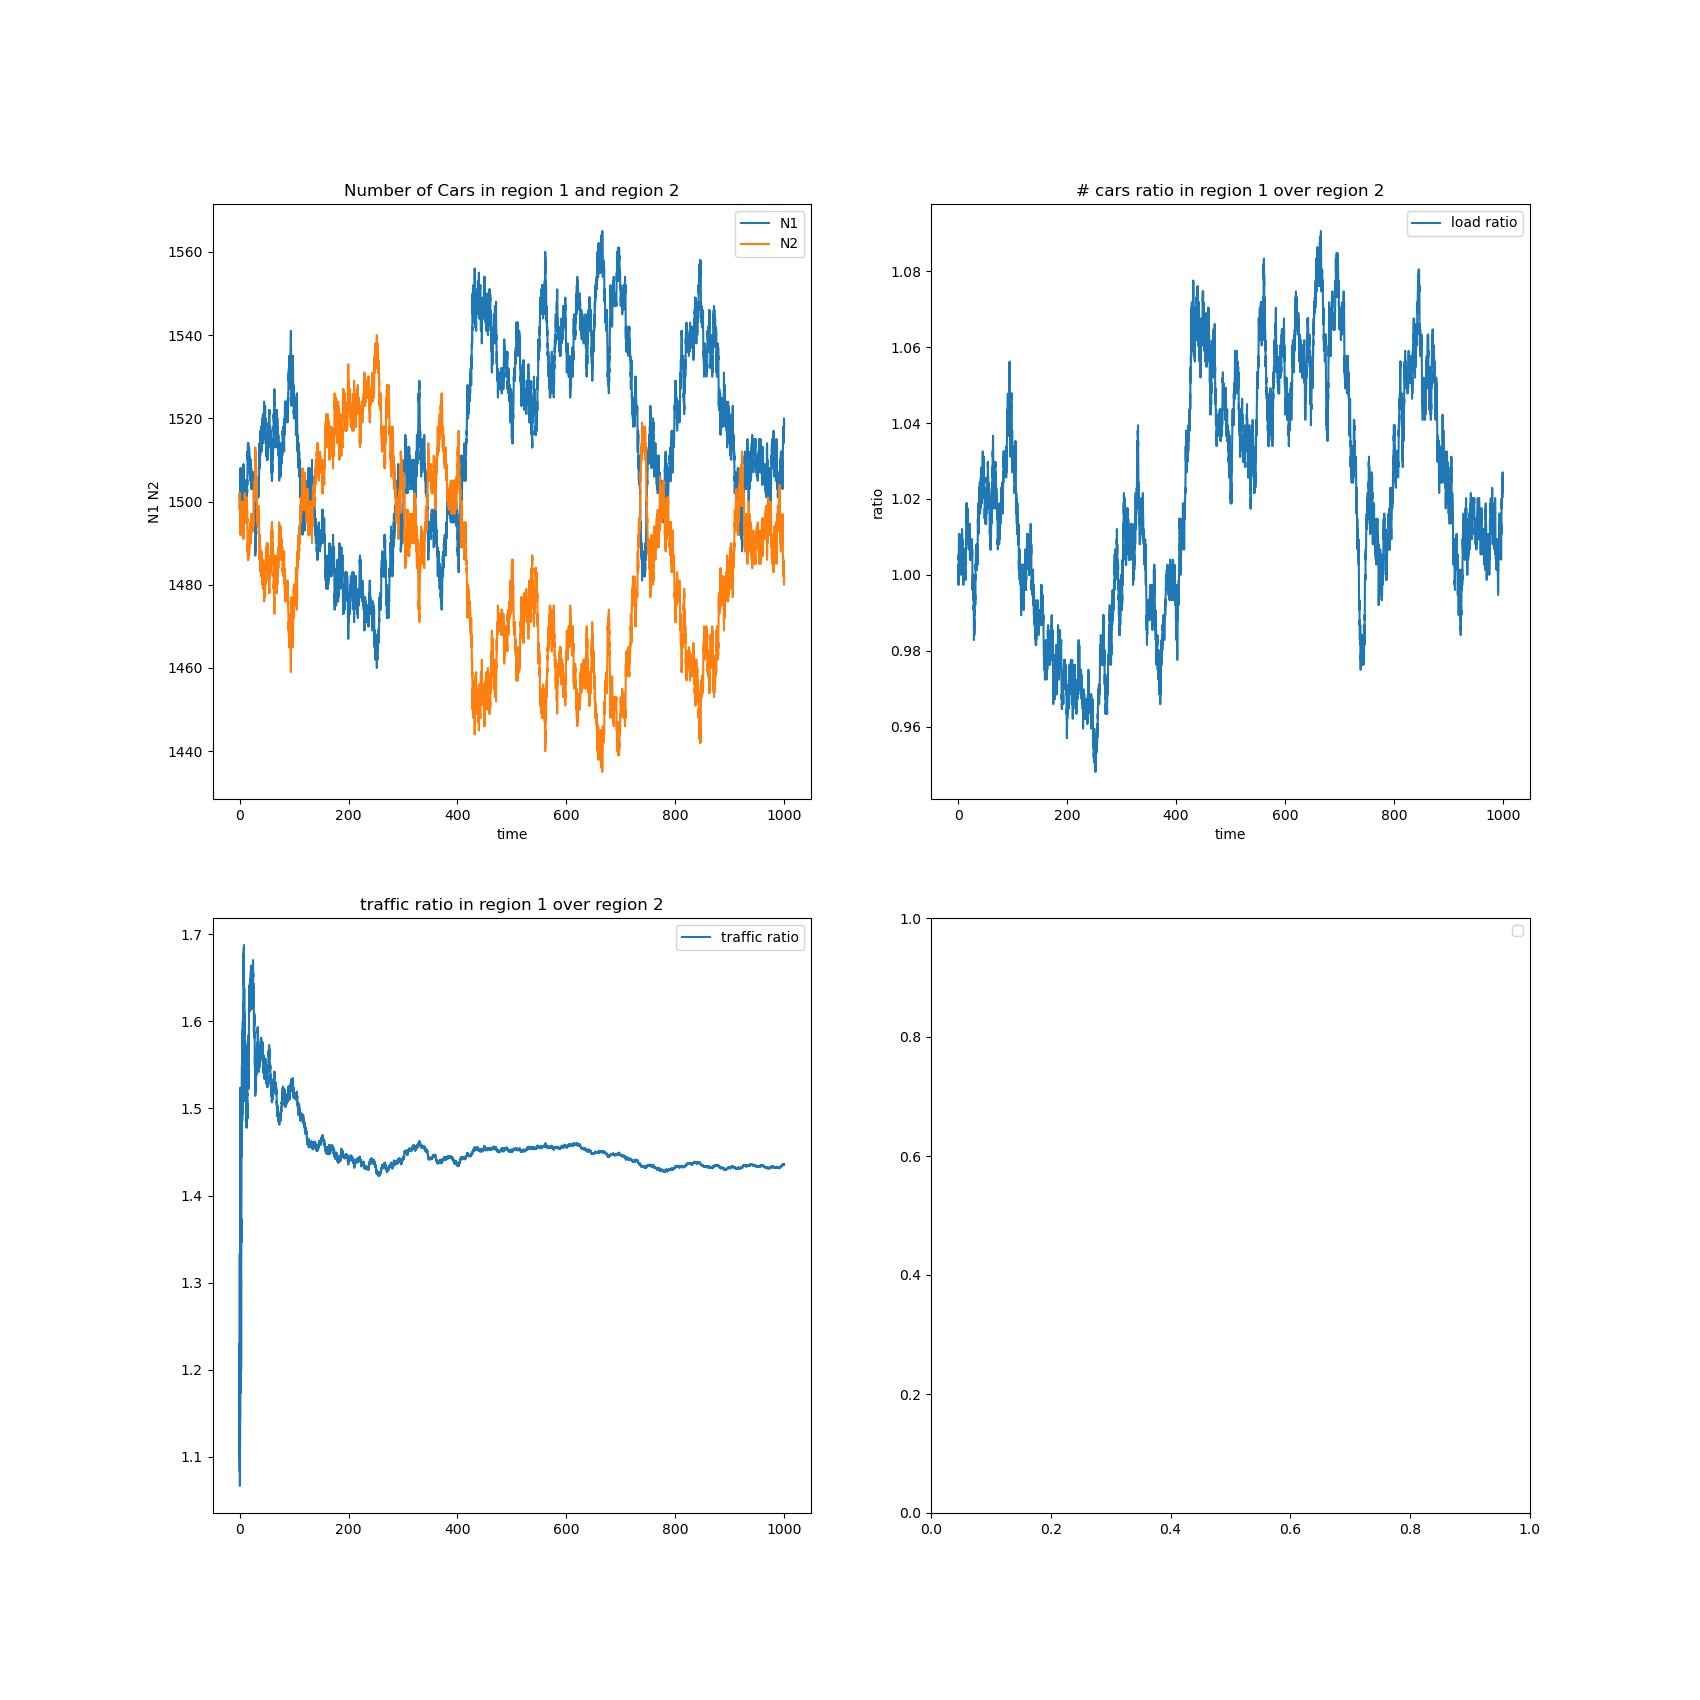 Number of Cars in region 1 and region 2
N1
N2
1560
1540
1520
1500
1480
1460
1440
N1 N2
0 200 400 600 800 1000
time
# cars ratio in region 1 over region 2
load ratio
1.08
1.06
1.04
1.02
1.00
0.98
0.96
ratio
0 200 400 600 800 1000
time
traffic ratio in region 1 over region 2
traffic ratio
1.7
1.6
1.5
1.4
1.3
1.2
1.1
0 200 400 600 800 1000
1.0
0.8
0.6
0.4
0.2
0.0
0.0 0.2 0.4 0.6 0.8 1.0